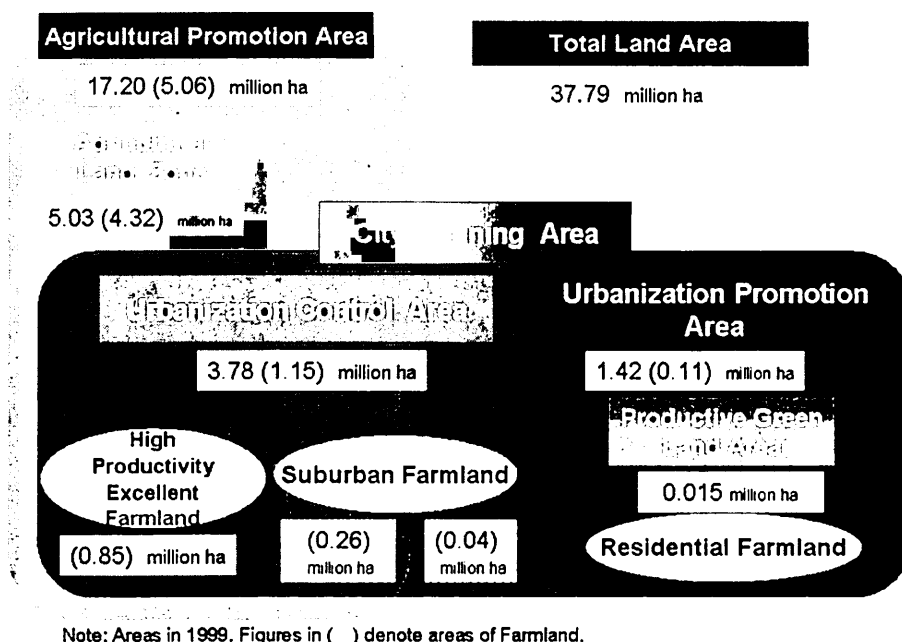 Agricultural Promotion Area
17.20 (5.06) million ha
Total Land Area
37.79 million ha
Land
5.03 (4.32) million ha
Area
Urbanization Control Area
3.78 (1.15) million ha
Urbanization Promotion
Area
1.42 (0.11) million ha
Productive Green
Land Area
0.015 million ha
High
Productivity
Excellent
Farmland
(0.85) million ha
Suburban Farmland
(0.26)
million ha
(0.04)
million ha
Residential Farmland
Note: Areas in 1999. Figures in ( ) denote areas of Farmland.